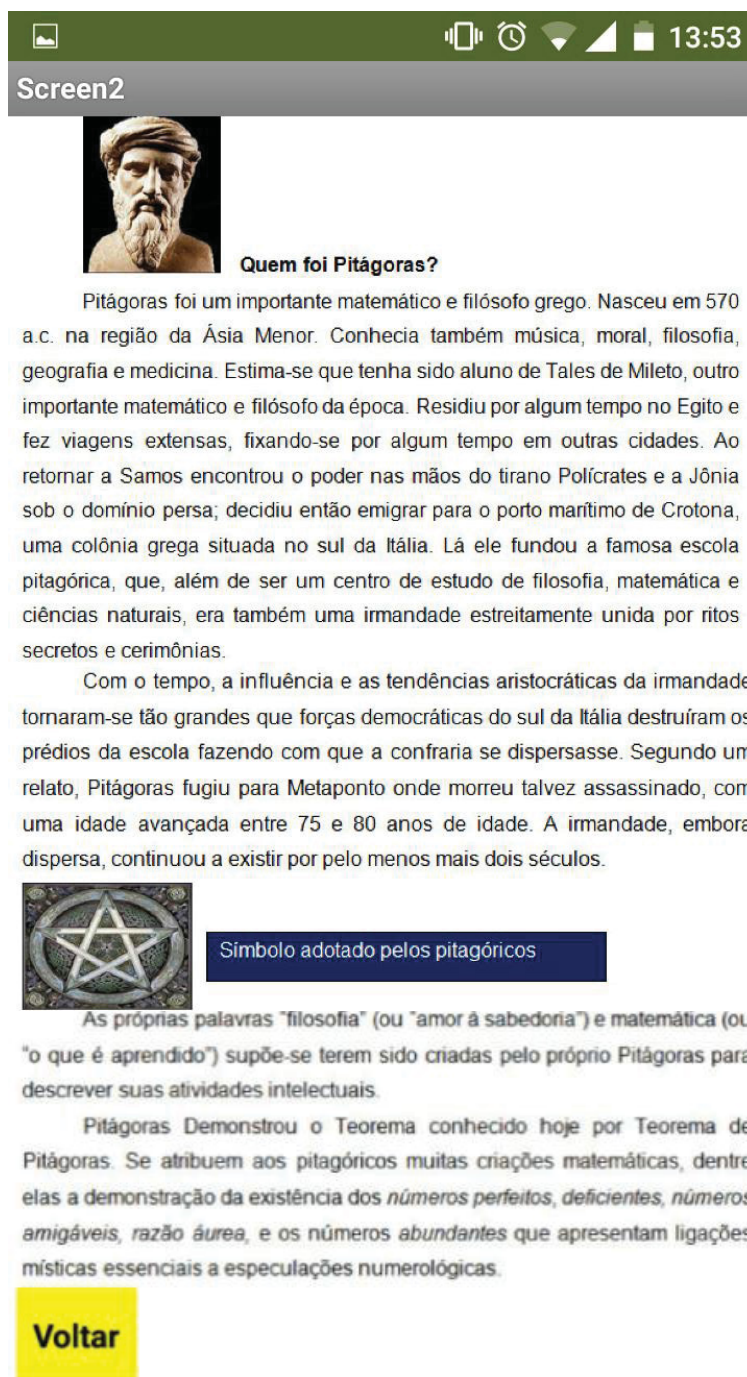 13:53
Screen2
Quem foi Pitágoras?
Pitágoras foi um importante matemático e filósofo grego. Nasceu em 570
a.c. na região da Ásia Menor. Conhecia também música, moral, filosofia,
geografia e medicina. Estima-se que tenha sido aluno de Tales de Mileto, outro
importante matemático e filósofo da época. Residiu por algum tempo no Egito e
fez viagens extensas, fixando-se por algum tempo em outras cidades. Ao
retornar a Samos encontrou o poder nas mãos do tirano Polícrates e a Jônia
sob o domínio persa; decidiu então emigrar para o porto marítimo de Crotona,
uma colônia grega situada no sul da Itália. Lá ele fundou a famosa escola
pitagórica, que, além de ser um centro de estudo de filosofia, matemática e
ciências naturais, era também uma irmandade estreitamente unida por ritos
secretos e cerimônias.
Com o tempo, a influência e as tendências aristocráticas da irmandade
tornaram-se tão grandes que forças democráticas do sul da Itália destruíram os
prédios da escola fazendo com que a confraria se dispersasse. Segundo um
relato, Pitágoras fugiu para Metaponto onde morreu talvez assassinado, com
uma idade avançada entre 75 e 80 anos de idade. A irmandade, embora
dispersa, continuou a existir por pelo menos mais dois séculos.
Símbolo adotado pelos pitagóricos
As próprias palavras "filosofia" (ou "amor á sabedoria") e matemática (ou
"o que é aprendido") supõe-se terem sido criadas pelo próprio Pitágoras para
descrever suas atividades intelectuais.
Pitágoras Demonstrou o Teorema conhecido hoje por Teorema de
Pitágoras. Se atribuem aos pitagóricos muitas criações matemáticas, dentre
elas a demonstração da existência dos números perfeitos, deficientes, números
amigáveis, razão áurea, e os números abundantes que apresentam ligações
místicas essenciais a especulações numerológicas.
Voltar